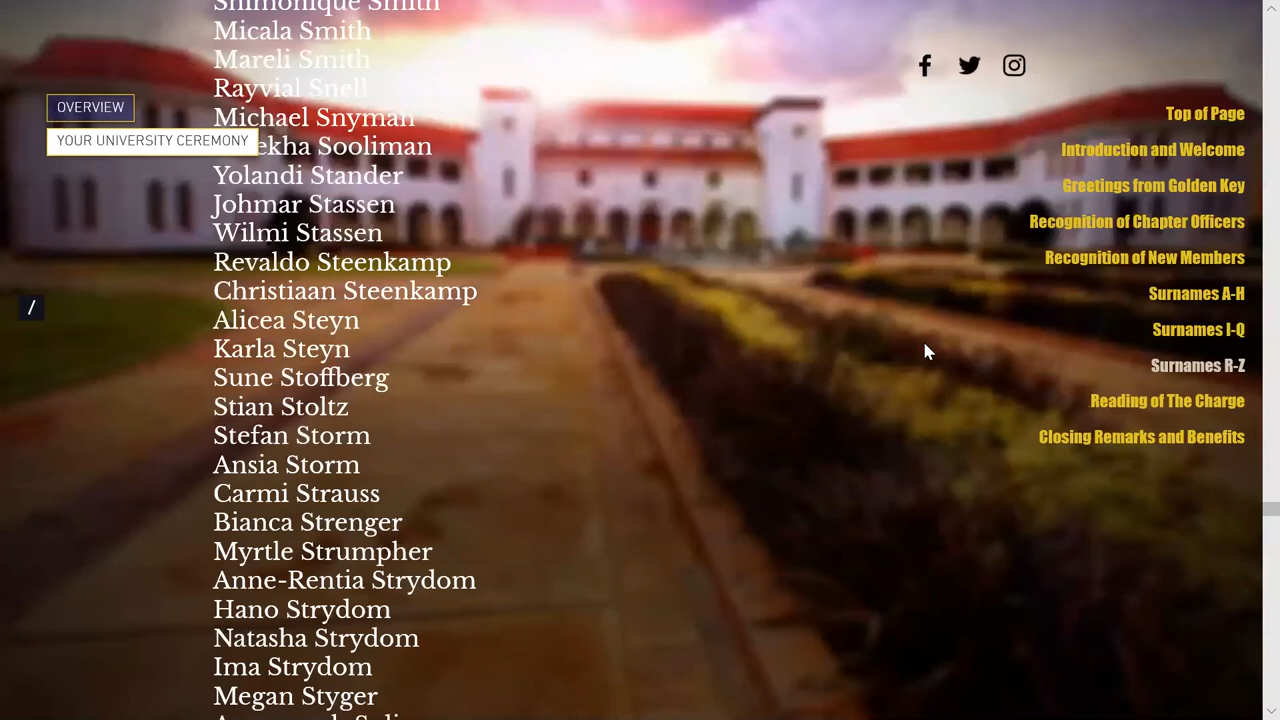 Shimonique Smith
Micala Smith
Mareli Smith
Rayvial Snell
OVERVIEW
Michael Snyman
YOUR UNIVERSITY CEREMONY
Sooliman
Yolandi Stander
Johmar Stassen
Wilmi Stassen
Revaldo Steenkamp
Christiaan Steenkamp
/
Alicea Steyn
Karla Steyn
Sune Stoffberg
Stian Stoltz
Stefan Storm
Ansia Storm
Carmi Strauss
Bianca Strenger
Myrtle Strumpher
Anne-Rentia Strydom
Hano Strydom
Natasha Strydom
Ima Strydom
Megan Styger
Top of Page
Introduction and Welcome
Greetings from Golden Key
Recognition of Chapter Officers
Recognition of New Members
Surnames A-H
Surnames I-Q
Surnames R-Z
Reading of The Charge
Closing Remarks and Benefits